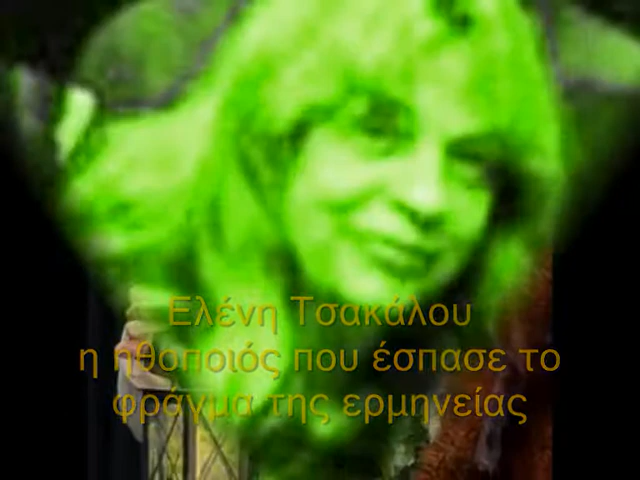 Ελένη Τσακάλου
η ηθοποιός που έσπασε το
φράγμα της ερμηνείας